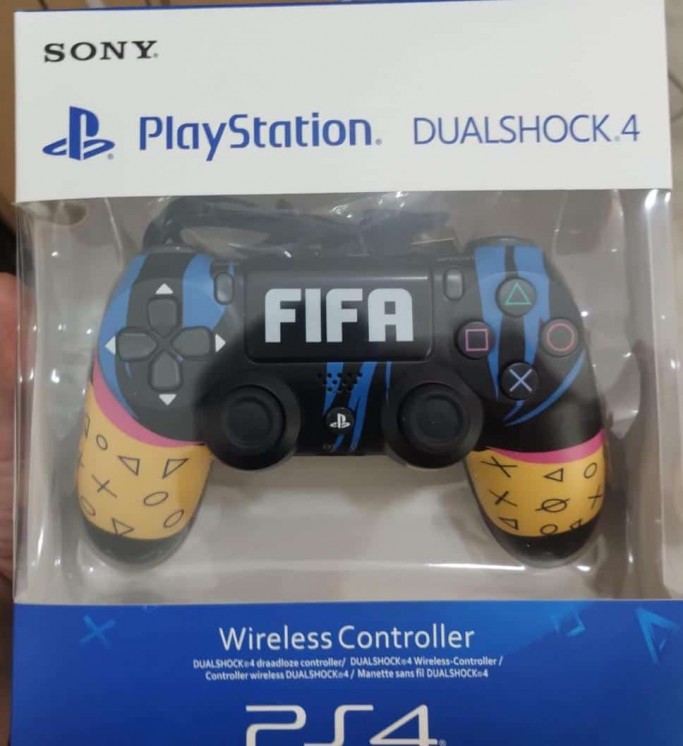 SONY
PlayStation. DUALSHOCK.4
FIFA
Wireless Controller
DUALSHOCK®4 draadloze controller/ DUALSHOCK®4 Wireless-Controller /
Controller wireless DUALSHOCK®4 / Manette sans fil DUALSHOCK®4
PS4